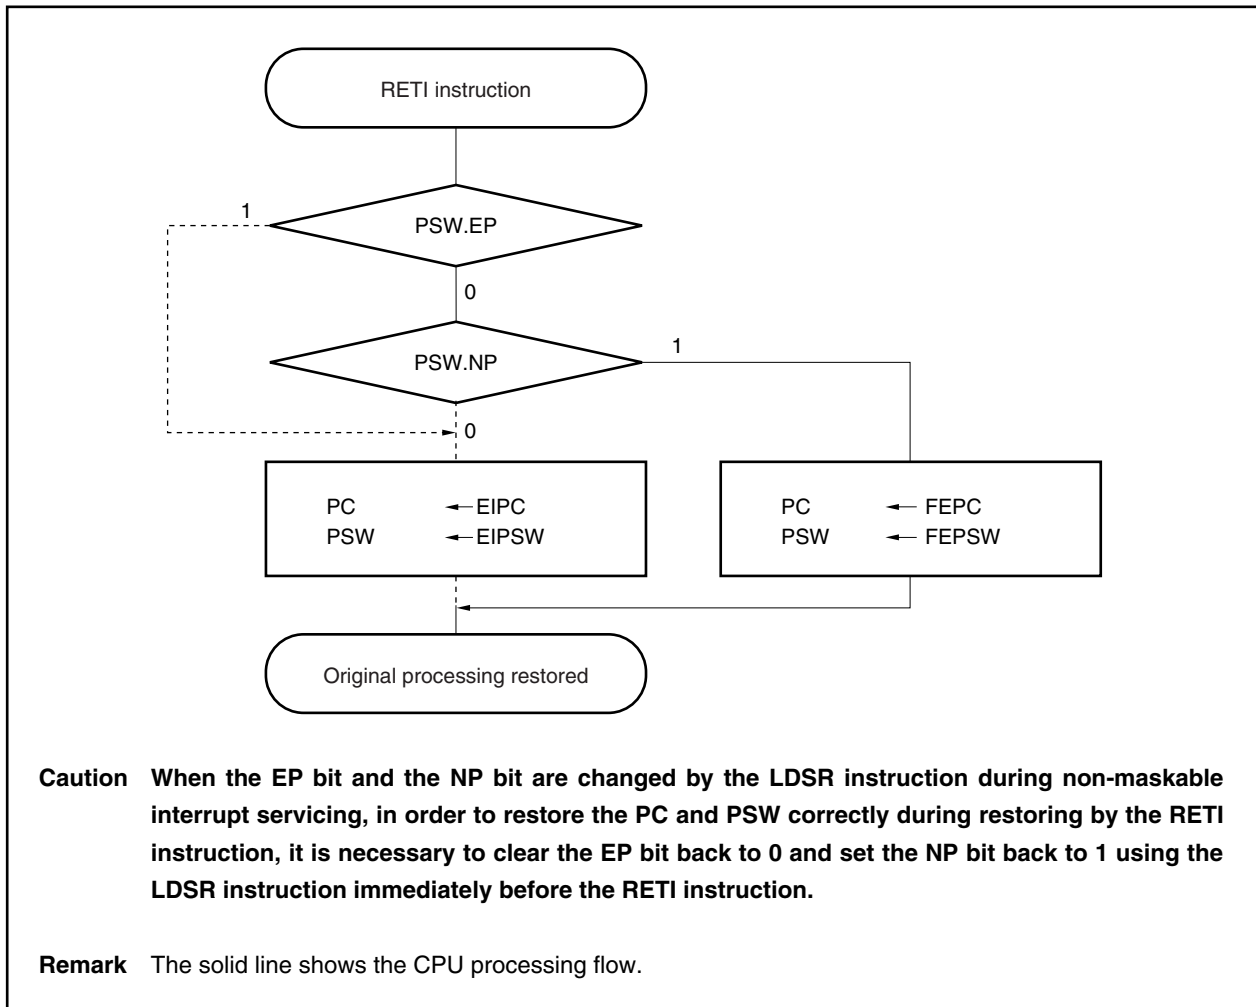 RETI instruction
1
PSW.EP
0
PSW.NP
1
0
PC ← EIPC
PSW ← EIPSW
PC ← FEPC
PSW ← FEPSW
Original processing restored
Caution When the EP bit and the NP bit are changed by the LDSR instruction during non-maskable
interrupt servicing, in order to restore the PC and PSW correctly during restoring by the RETI
instruction, it is necessary to clear the EP bit back to 0 and set the NP bit back to 1 using the
LDSR instruction immediately before the RETI instruction.
Remark The solid line shows the CPU processing flow.